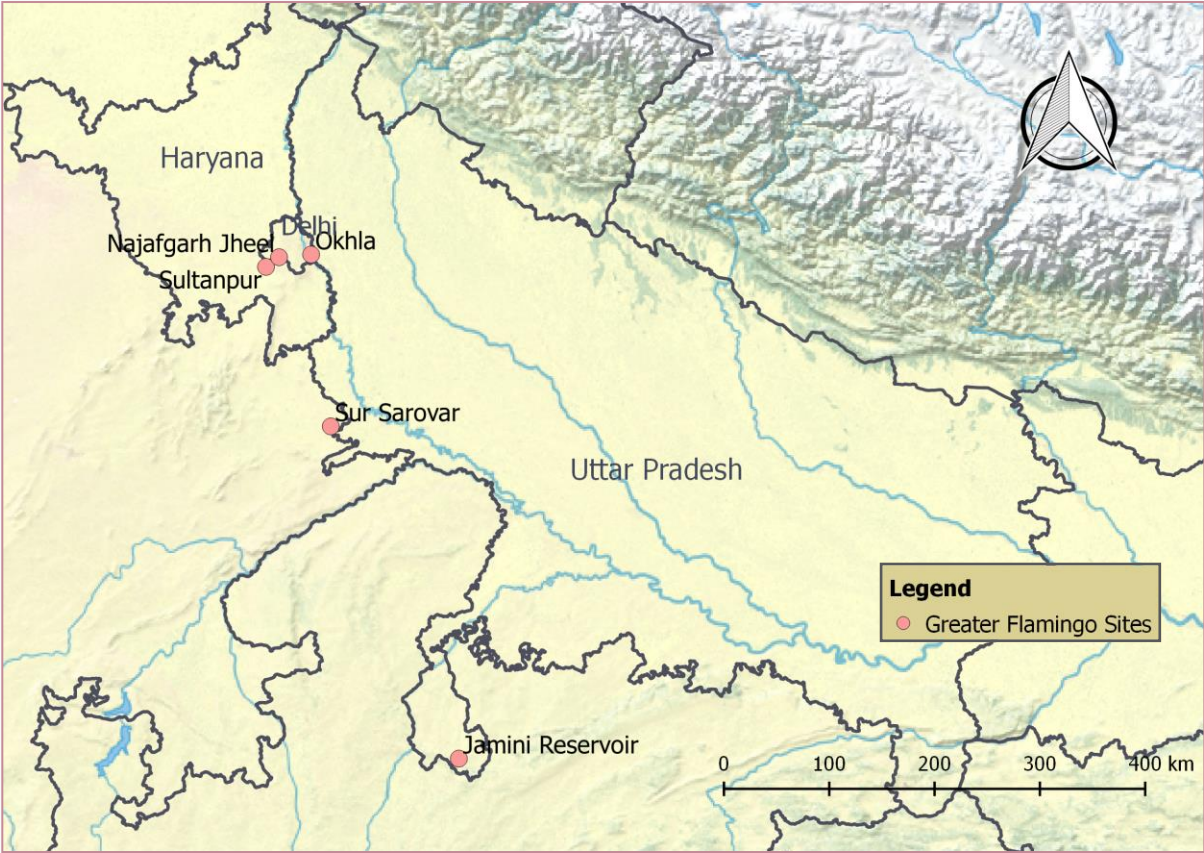 Haryana
Delhi
Najafgarh Jheel
Okhla
Sultanpur
Sur Sarovar
Uttar Pradesh
Legend
Greater Flamingo Sites
Jamini Reservoir
0 100 200 300 400 km